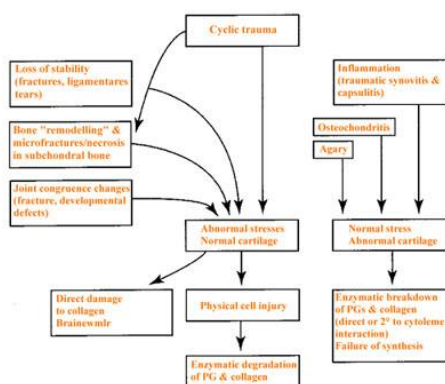 Cyclic trauma
Loss of stability
(fractures, ligamentares
tears)
Inflammation
(traumatic synovitis &
capsulitis)
Bone "remodelling" &
microfractures/necrosis
in subchondral bone
Osteochondritis
Agary
Joint congruence changes
(fracture, developmental
defects)
Abnormal stresses
Normal cartilage
Normal stress
Abnormal cartilage
Direct damage
to collagen
Brainewmlr
Physical cell injury
Enzymatic breakdown
of PGs & collagen
(direct or 2° to cytoleme
interaction)
Failure of synthesis
Enzymatic degradation
of PG & collagen